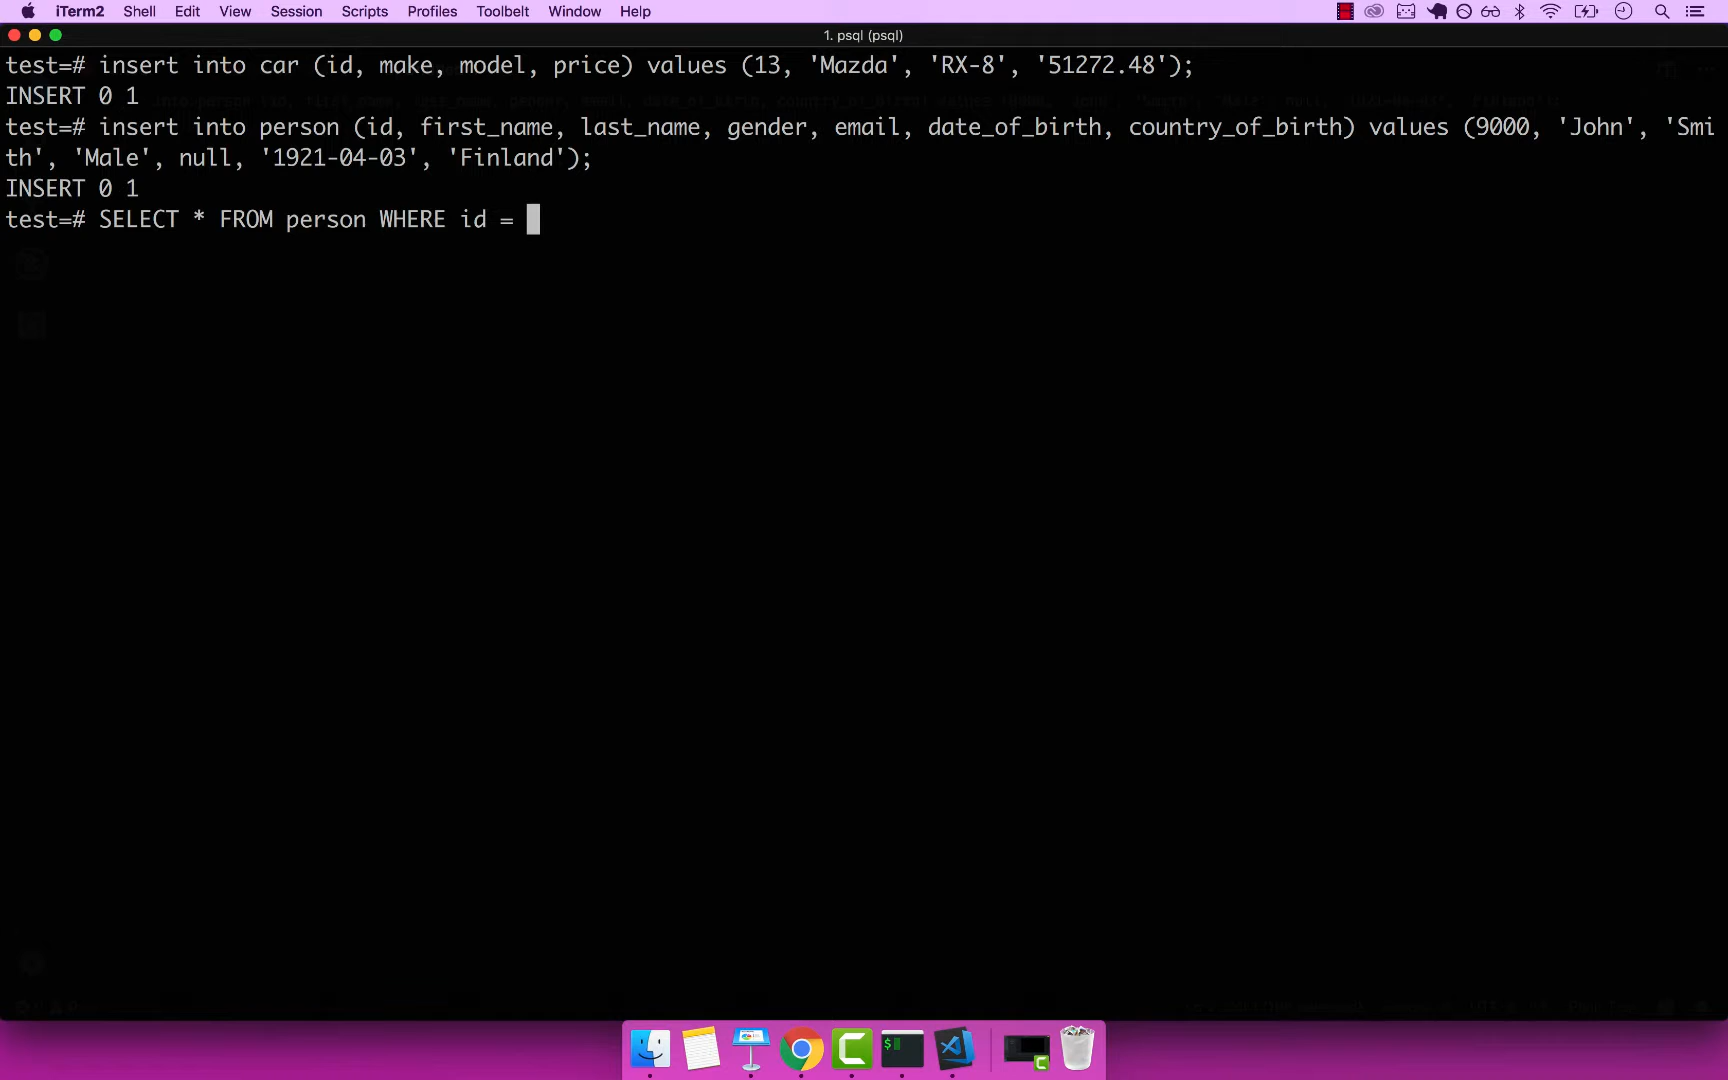 iTerm2 Shell Edit View Session Scripts Profiles Toolbelt Window Help
1. psql (psql)
test=# insert into car (id, make, model, price) values (13, 'Mazda', 'RX-8', '51272.48');
INSERT 0 1
test=# insert into person (id, first_name, last_name, gender, email, date_of_birth, country_of_birth) values (9000, 'John', 'Smi
th', 'Male', null, '1921-04-03', 'Finland');
INSERT 0 1
test=# SELECT * FROM person WHERE id =